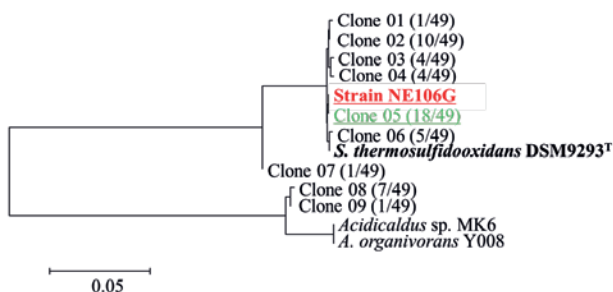 Clone 01 (1/49)
Clone 02 (10/49)
Clone 03 (4/49)
Clone 04 (4/49)
Strain NE106G
Clone 05 (18/49)
Clone 06 (5/49)
S. thermosulfidooxidans DSM9293ᵀ
Clone 07 (1/49)
Clone 08 (7/49)
Clone 09 (1/49)
Acidicaldus sp. MK6
A. organivorans Y008
0.05